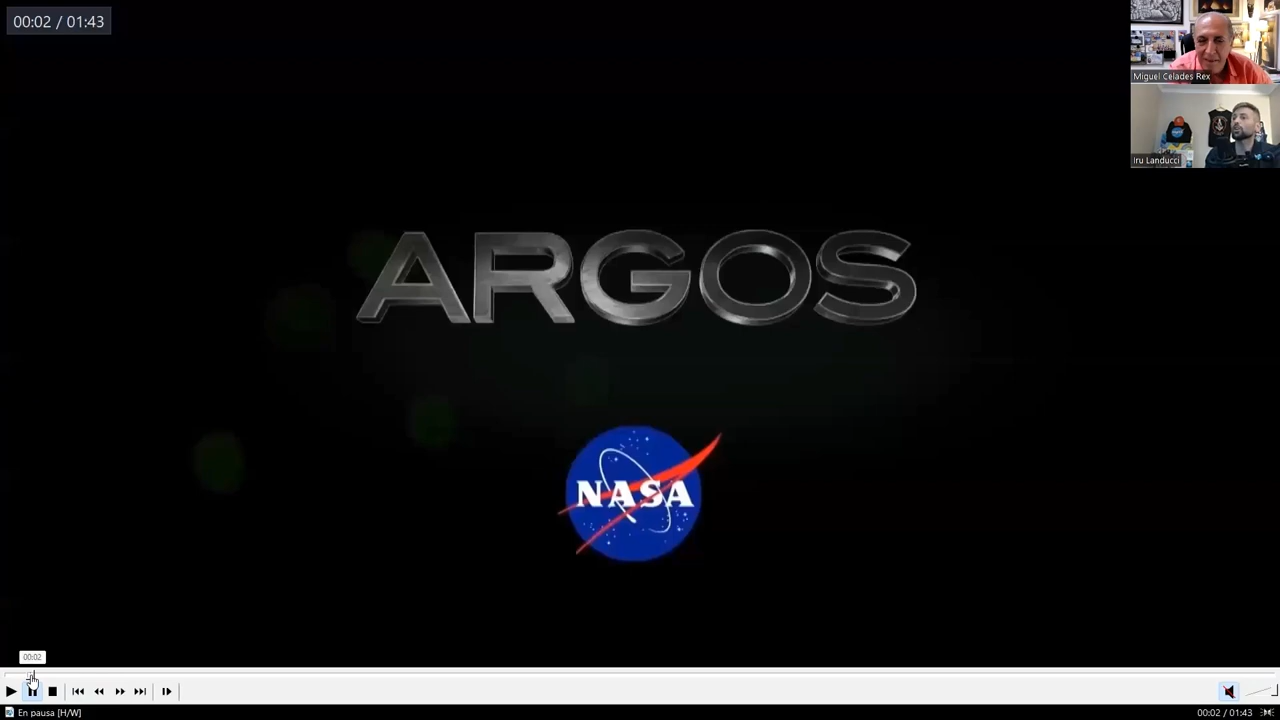 00:02 / 01:43
Miguel Celades Rex
Iru Landucci
ARGOS
NASA
00:02
En pausa [H/W]
00:02 / 01:43